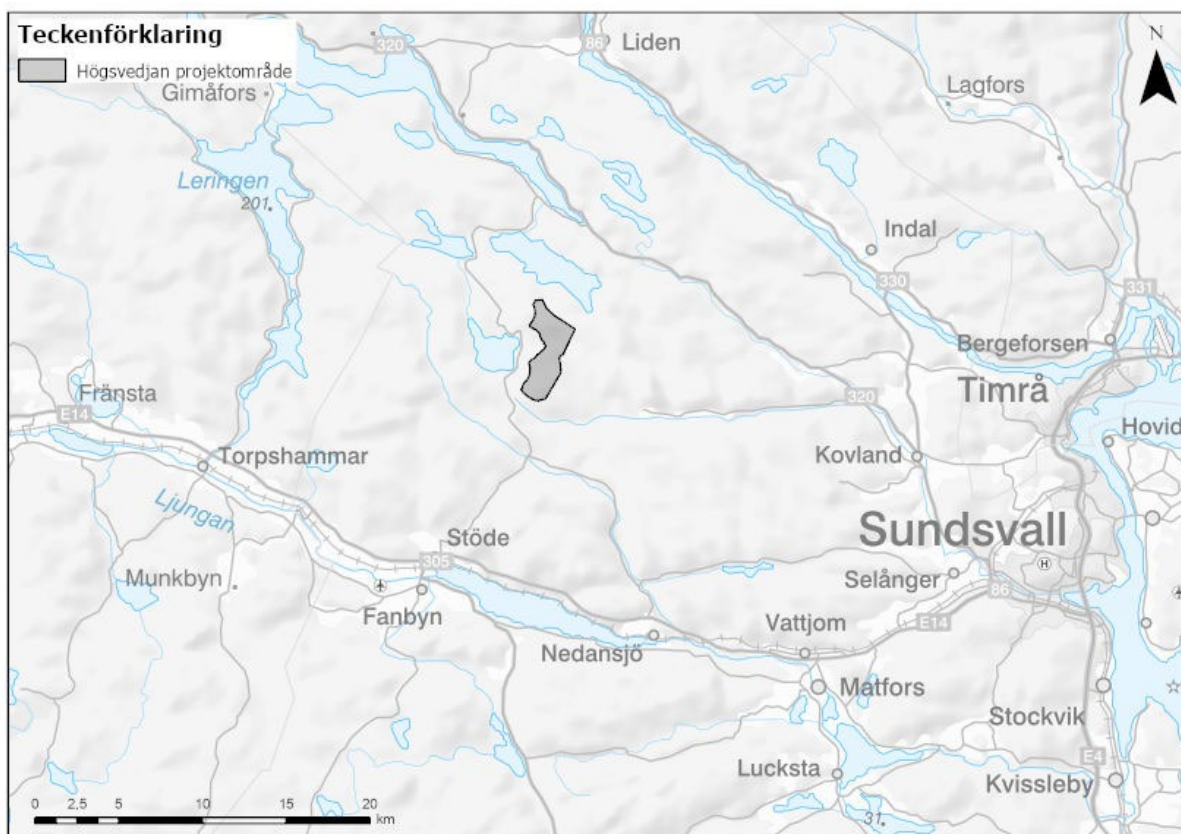 Teckenförklaring
Högsvedjan projektområde
N
320
86
Liden
Gimåfors
Lagfors
Leringen
201
Indal
330
331
Bergeforsen
Timrå
Fränsta
E14
320
Hovid
Torpshammar
Kovland
Ljungan
Stöde
Sundsvall
H
305
Munkbyn
Selånger
86
Fanbyn
E14
Vattjom
Nedansjö
Matfors
Stockvik
Lucksta
E4
Kvissleby
31
0 2,5 5 10 15 20
km